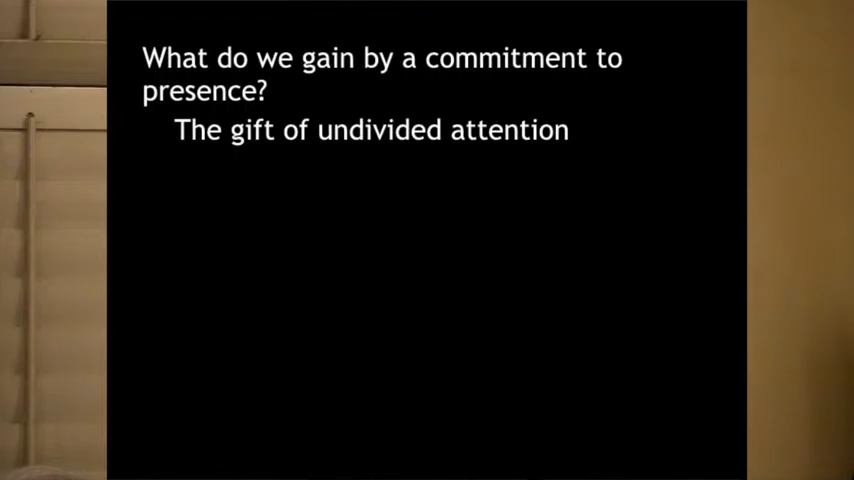 What do we gain by a commitment to
presence?
The gift of undivided attention